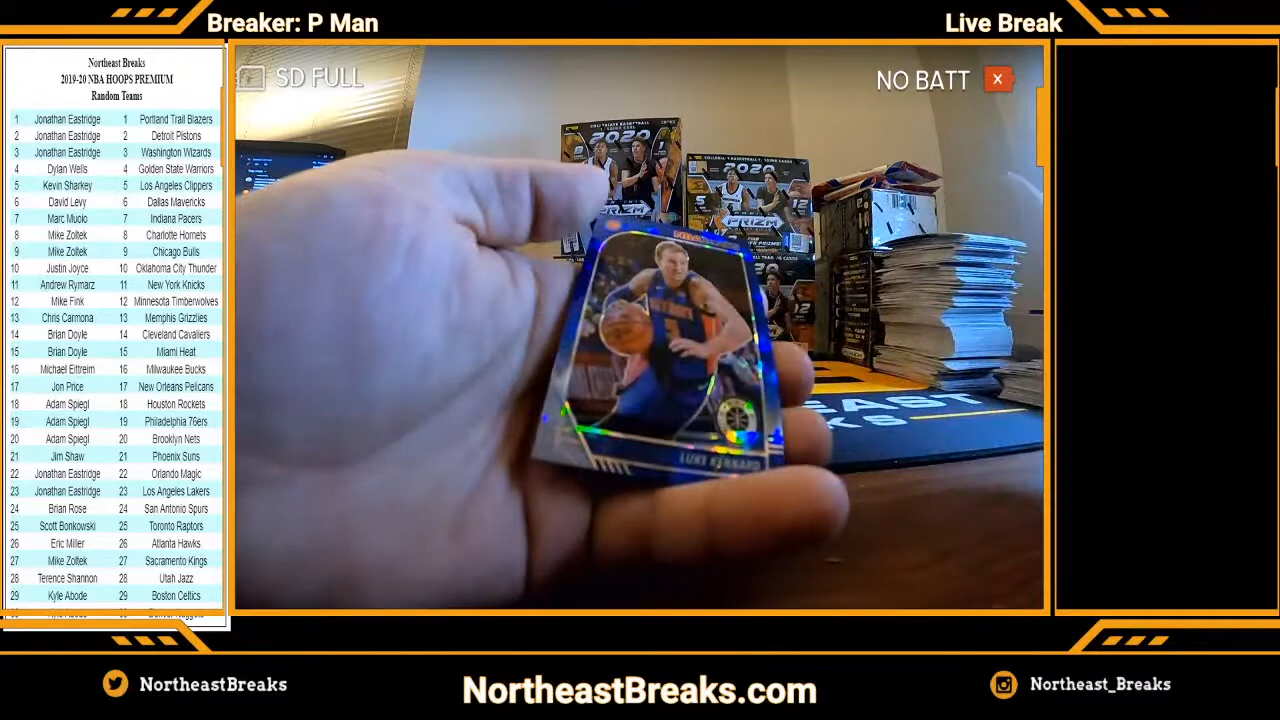 Breaker: P Man
Live Break
Northeast Breaks
2019-20 NBA HOOPS PREMIUM
Random Teams
1 Jonathan Eastridge 1 Portland Trail Blazers
2 Jonathan Eastridge 2 Detroit Pistons
3 Jonathan Eastridge 3 Washington Wizards
4 Dylan Wells 4 Golden State Warriors
5 Kevin Sharkey 5 Los Angeles Clippers
6 David Levy 6 Dallas Mavericks
7 Marc Muoio 7 Indiana Pacers
8 Mike Zoltek 8 Charlotte Hornets
9 Mike Zoltek 9 Chicago Bulls
10 Justin Joyce 10 Oklahoma City Thunder
11 Andrew Rymarz 11 New York Knicks
12 Mike Fink 12 Minnesota Timberwolves
13 Chris Carmona 13 Memphis Grizzlies
14 Brian Doyle 14 Cleveland Cavaliers
15 Brian Doyle 15 Miami Heat
16 Michael Eittreim 16 Milwaukee Bucks
17 Jon Price 17 New Orleans Pelicans
18 Adam Spiegl 18 Houston Rockets
19 Adam Spiegl 19 Philadelphia 76ers
20 Adam Spiegl 20 Brooklyn Nets
21 Jim Shaw 21 Phoenix Suns
22 Jonathan Eastridge 22 Orlando Magic
23 Jonathan Eastridge 23 Los Angeles Lakers
24 Brian Rose 24 San Antonio Spurs
25 Scott Bonkowski 25 Toronto Raptors
26 Eric Miller 26 Atlanta Hawks
27 Mike Zoltek 27 Sacramento Kings
28 Terence Shannon 28 Utah Jazz
29 Kyle Abode 29 Boston Celtics
SD FULL
NO BATT
2020
PRIZM
2020
5
12
PRIZM
12
LUKE KENNARD
EAST
KS
NortheastBreaks
NortheastBreaks.com
Northeast_Breaks